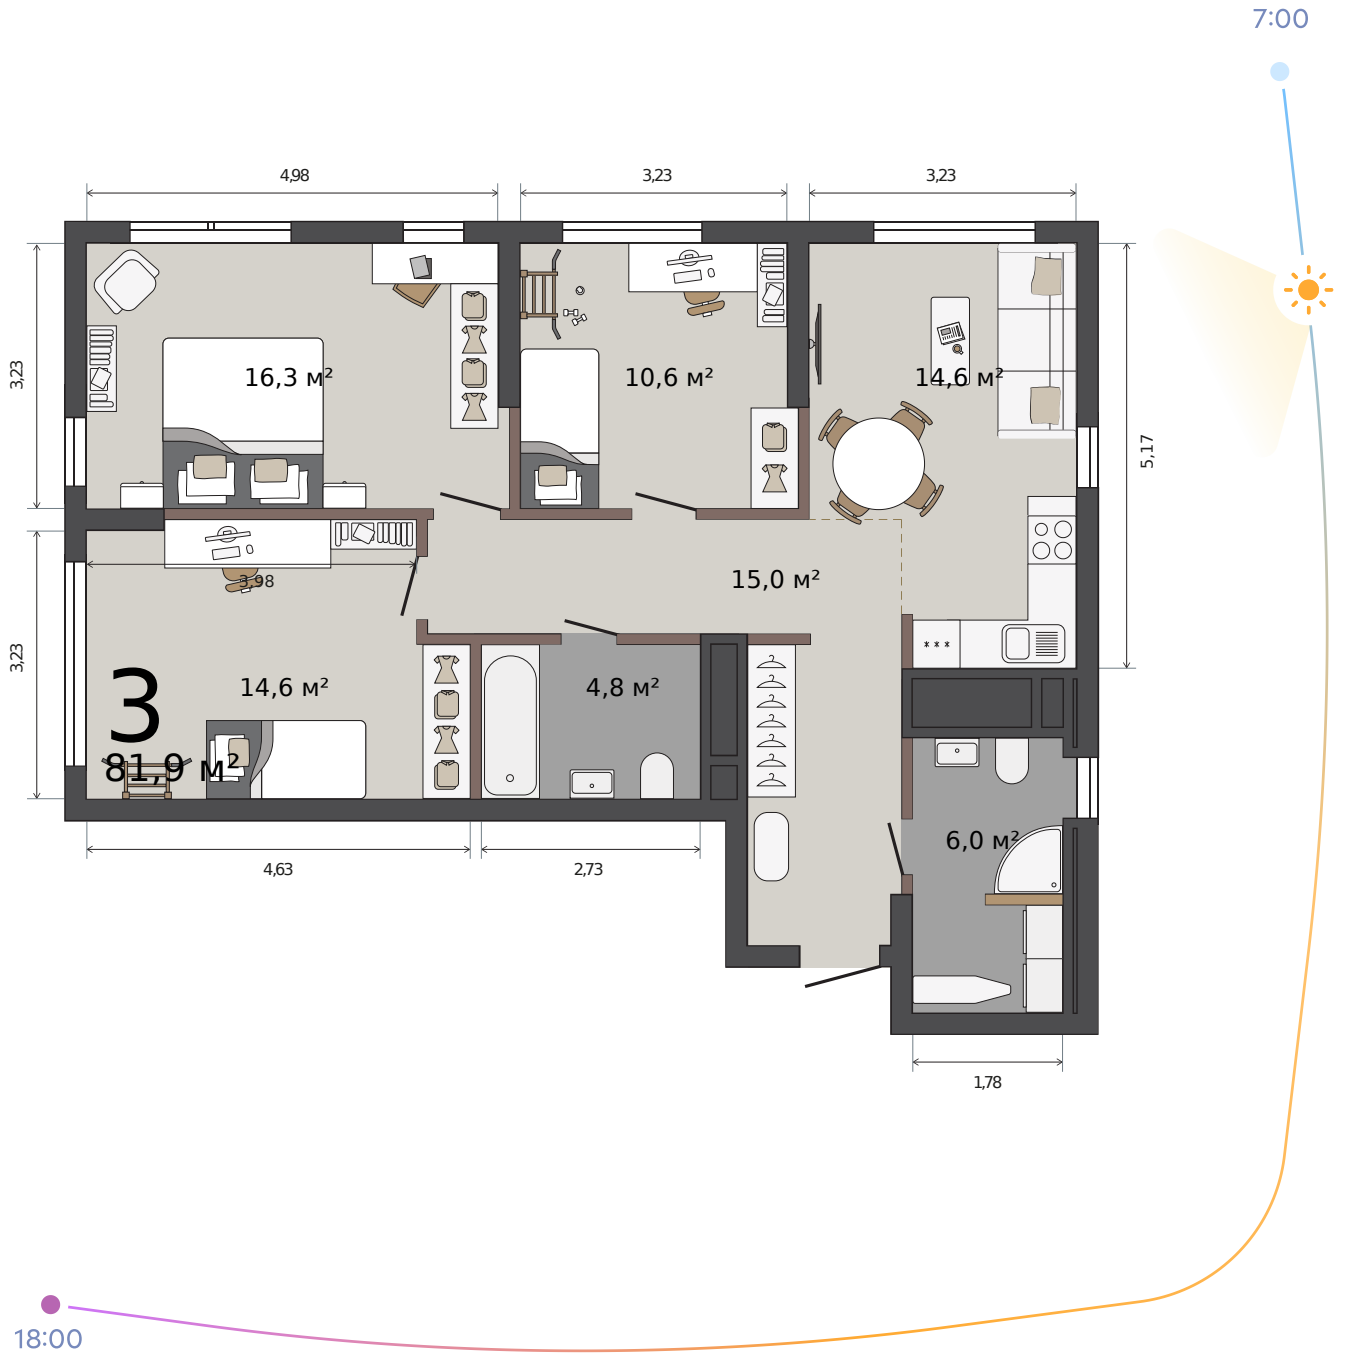 7:00
4,98
3,23
3,23
3,23
16,3 м²
10,6 м²
14,6 м²
5,17
3,98
15,0 м²
3,23
14,6 м²
4,8 м²
3
81,9 м²
6,0 м²
4,63
2,73
1,78
18:00